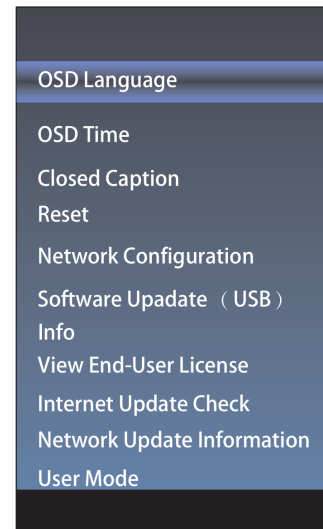 OSD Language
OSD Time
Closed Caption
Reset
Network Configuration
Software Upadate （USB）
Info
View End-User License
Internet Update Check
Network Update Information
User Mode